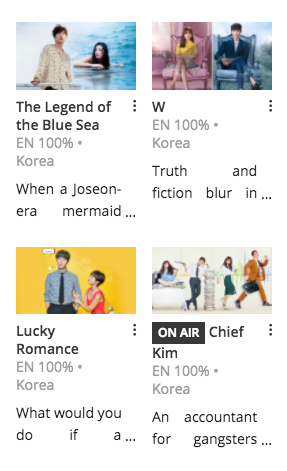 The Legend of
the Blue Sea
EN 100% •
Korea
When a Joseon-
era mermaid ...
W
EN 100% •
Korea
Truth and
fiction blur in ...
Lucky
Romance
EN 100% •
Korea
What would you
do if a ...
ON AIR Chief
Kim
EN 100% •
Korea
An accountant
for gangsters ...